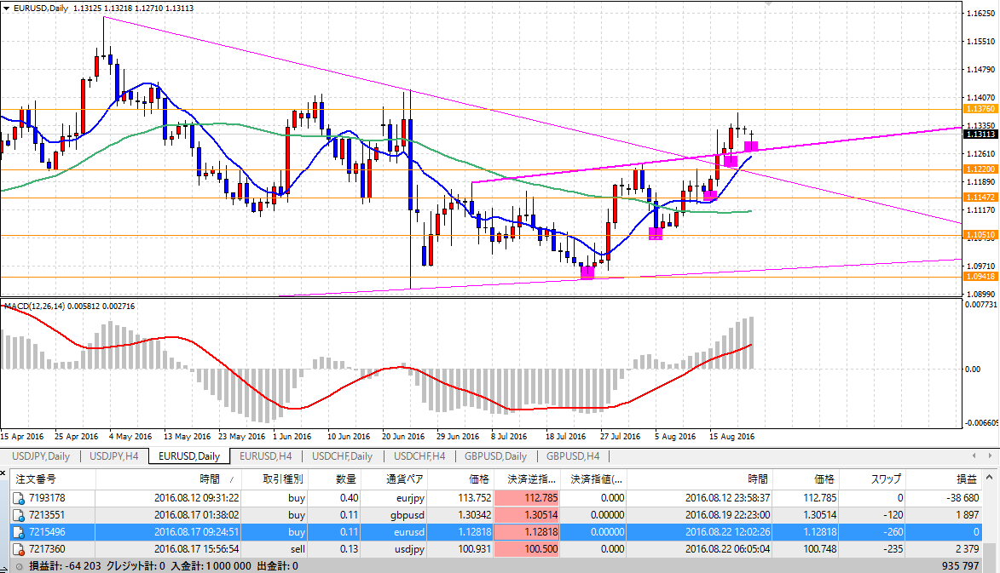 EURUSD,Daily 1.13125 1.13218 1.12710 1.13113
1.16250
1.15510
1.14790
1.14070
1.13760
1.13350
1.13113
1.12610
1.12200
1.11890
1.11472
1.11170
1.10510
1.09710
1.09418
1.08990
MACD(12,26,14) 0.005812 0.002716
0.007731
0.00
-0.006609
15 Apr 2016 25 Apr 2016 4 May 2016 13 May 2016 23 May 2016 1 Jun 2016 10 Jun 2016 20 Jun 2016 29 Jun 2016 8 Jul 2016 18 Jul 2016 27 Jul 2016 5 Aug 2016 15 Aug 2016
USDJPY,Daily USDJPY,H4 EURUSD,Daily EURUSD,H4 USDCHF,Daily USDCHF,H4 GBPUSD,Daily GBPUSD,H4
注文番号 時間 / 取引種別 数量 通貨ペア 価格 決済逆指... 決済指値(... 時間 価格 スワップ 損益
7193178 2016.08.12 09:31:22 buy 0.40 eurjpy 113.752 112.785 0.000 2016.08.12 23:58:37 112.785 0 -38 680
7213551 2016.08.17 01:38:02 buy 0.11 gbpusd 1.30342 1.30514 0.00000 2016.08.19 22:23:00 1.30514 -120 1 897
7215496 2016.08.17 09:24:51 buy 0.11 eurusd 1.12818 1.12818 0.00000 2016.08.22 12:02:26 1.12818 -260 0
7217360 2016.08.17 15:56:54 sell 0.13 usdjpy 100.931 100.500 0.000 2016.08.22 06:05:04 100.748 -235 2 379
損益計: -64 203 クレジット計: 0 入金計: 1 000 000 出金計: 0 935 797